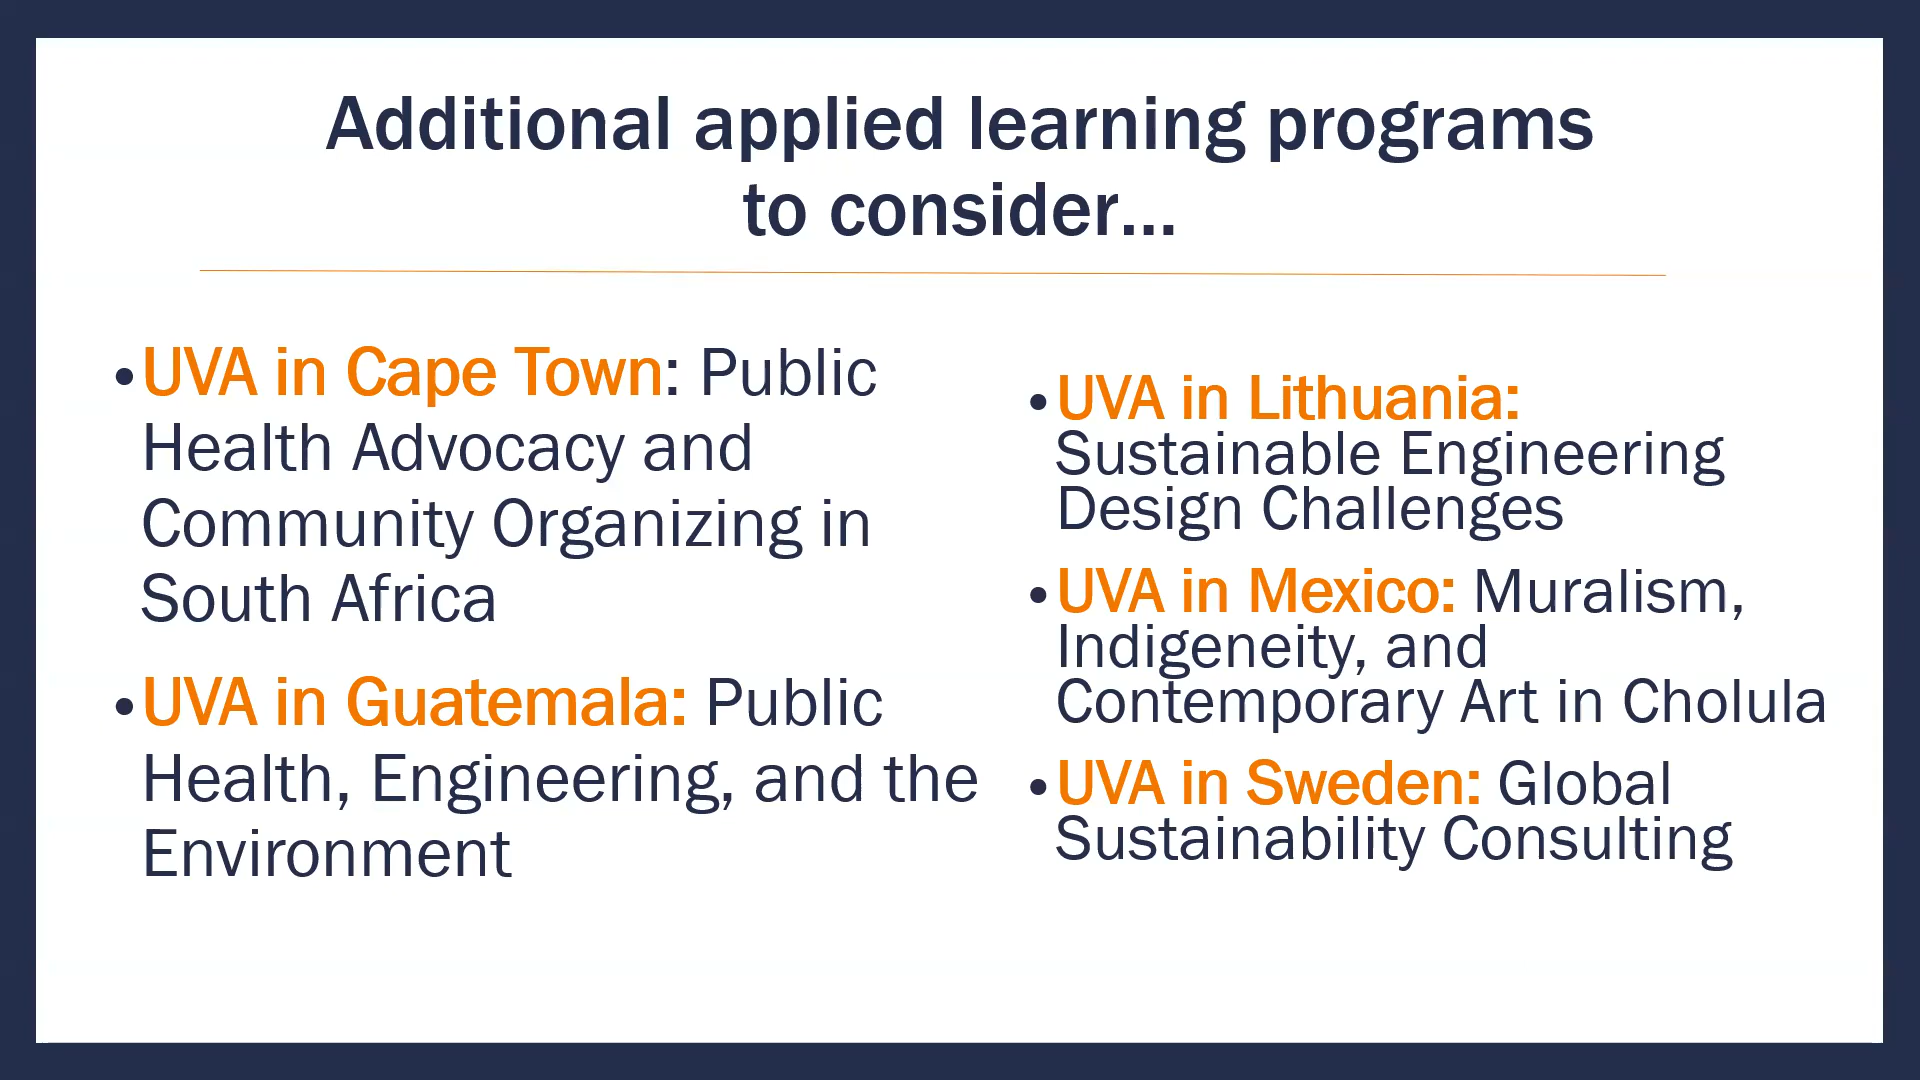 Additional applied learning programs
to consider...
•UVA in Cape Town: Public
Health Advocacy and
Community Organizing in
South Africa
•UVA in Guatemala: Public
Health, Engineering, and the
Environment
•UVA in Lithuania:
Sustainable Engineering
Design Challenges
•UVA in Mexico: Muralism,
Indigeneity, and
Contemporary Art in Cholula
•UVA in Sweden: Global
Sustainability Consulting